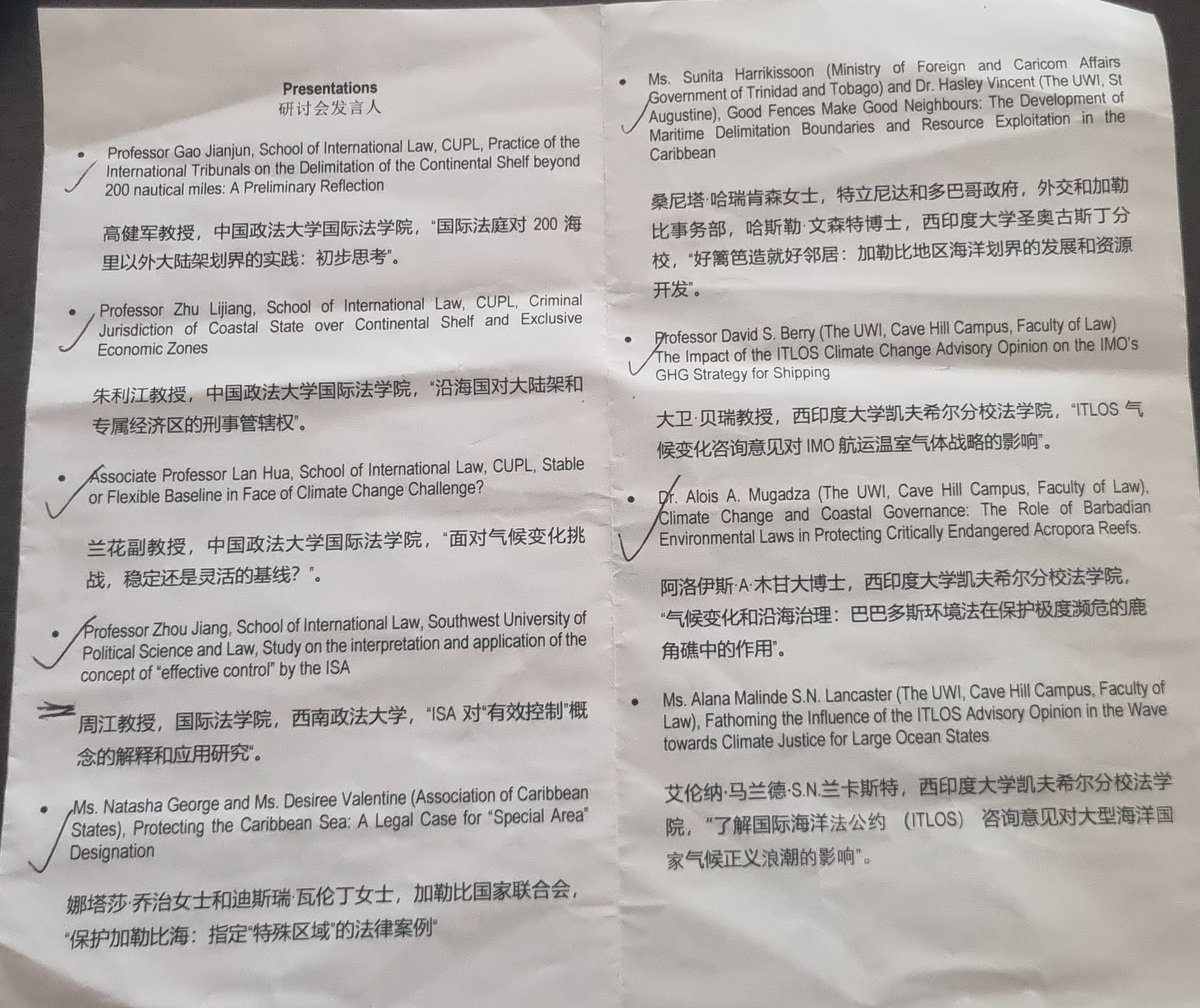 Presentations
研讨会发言人
• Professor Gao Jianjun, School of International Law, CUPL, Practice of the
International Tribunals on the Delimitation of the Continental Shelf beyond
200 nautical miles: A Preliminary Reflection
高健军教授，中国政法大学国际法学院，“国际法庭对 200 海
里以外大陆架划界的实践：初步思考”。
• Professor Zhu Lijiang, School of International Law, CUPL, Criminal
Jurisdiction of Coastal State over Continental Shelf and Exclusive
Economic Zones
朱利江教授，中国政法大学国际法学院，“沿海国对大陆架和
专属经济区的刑事管辖权”。
• Associate Professor Lan Hua, School of International Law, CUPL, Stable
or Flexible Baseline in Face of Climate Change Challenge?
兰花副教授，中国政法大学国际法学院，“面对气候变化挑
战，稳定还是灵活的基线？”。
• Professor Zhou Jiang, School of International Law, Southwest University of
Political Science and Law, Study on the interpretation and application of the
concept of “effective control” by the ISA
周江教授，国际法学院，西南政法大学，“ISA 对“有效控制”概
念的解释和应用研究“。
• Ms. Natasha George and Ms. Desiree Valentine (Association of Caribbean
States), Protecting the Caribbean Sea: A Legal Case for “Special Area”
Designation
娜塔莎·乔治女士和迪斯瑞·瓦伦丁女士，加勒比国家联合会，
“保护加勒比海：指定“特殊区域”的法律案例“
• Ms. Sunita Harrikissoon (Ministry of Foreign and Caricom Affairs
Government of Trinidad and Tobago) and Dr. Hasley Vincent (The UWI, St
Augustine), Good Fences Make Good Neighbours: The Development of
Maritime Delimitation Boundaries and Resource Exploitation in the
Caribbean
桑尼塔·哈瑞肯森女士，特立尼达和多巴哥政府，外交和加勒
比事务部，哈斯勒·文森特博士，西印度大学圣奥古斯丁分
校，“好篱笆造就好邻居：加勒比地区海洋划界的发展和资源
开发”。
• Professor David S. Berry (The UWI, Cave Hill Campus, Faculty of Law)
The Impact of the ITLOS Climate Change Advisory Opinion on the IMO’s
GHG Strategy for Shipping
大卫·贝瑞教授，西印度大学凯夫希尔分校法学院，“ITLOS 气
候变化咨询意见对 IMO 航运温室气体战略的影响”。
• Dr. Alois A. Mugadza (The UWI, Cave Hill Campus, Faculty of Law),
Climate Change and Coastal Governance: The Role of Barbadian
Environmental Laws in Protecting Critically Endangered Acropora Reefs.
阿洛伊斯·A·木甘大博士，西印度大学凯夫希尔分校法学院，
“气候变化和沿海治理：巴巴多斯环境法在保护极度濒危的鹿
角礁中的作用”。
• Ms. Alana Malinde S.N. Lancaster (The UWI, Cave Hill Campus, Faculty of
Law), Fathoming the Influence of the ITLOS Advisory Opinion in the Wave
towards Climate Justice for Large Ocean States
艾伦纳·马兰德·S.N.兰卡斯特，西印度大学凯夫希尔分校法学
院，“了解国际海洋法公约 （ITLOS） 咨询意见对大型海洋国
家气候正义浪潮的影响”。